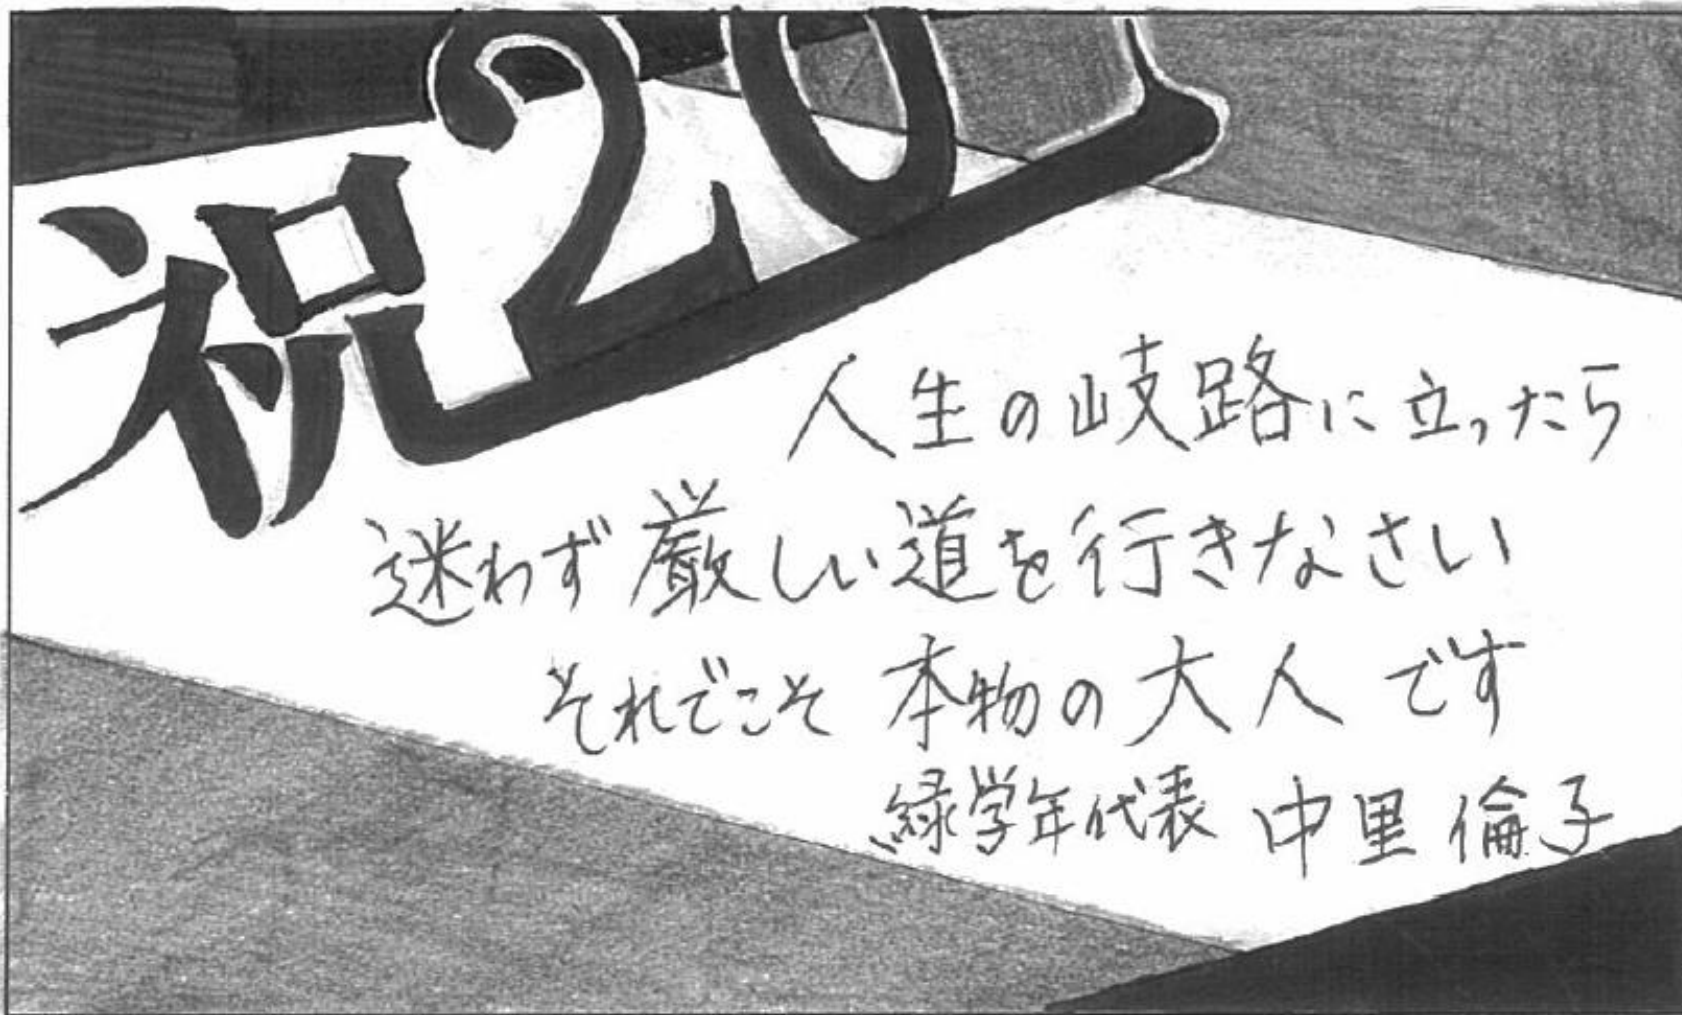 祝20
人生の岐路に立ったら
迷わず厳しい道を行きなさい
それでこそ 本物の大人です
緑学年代表 中里 倫子